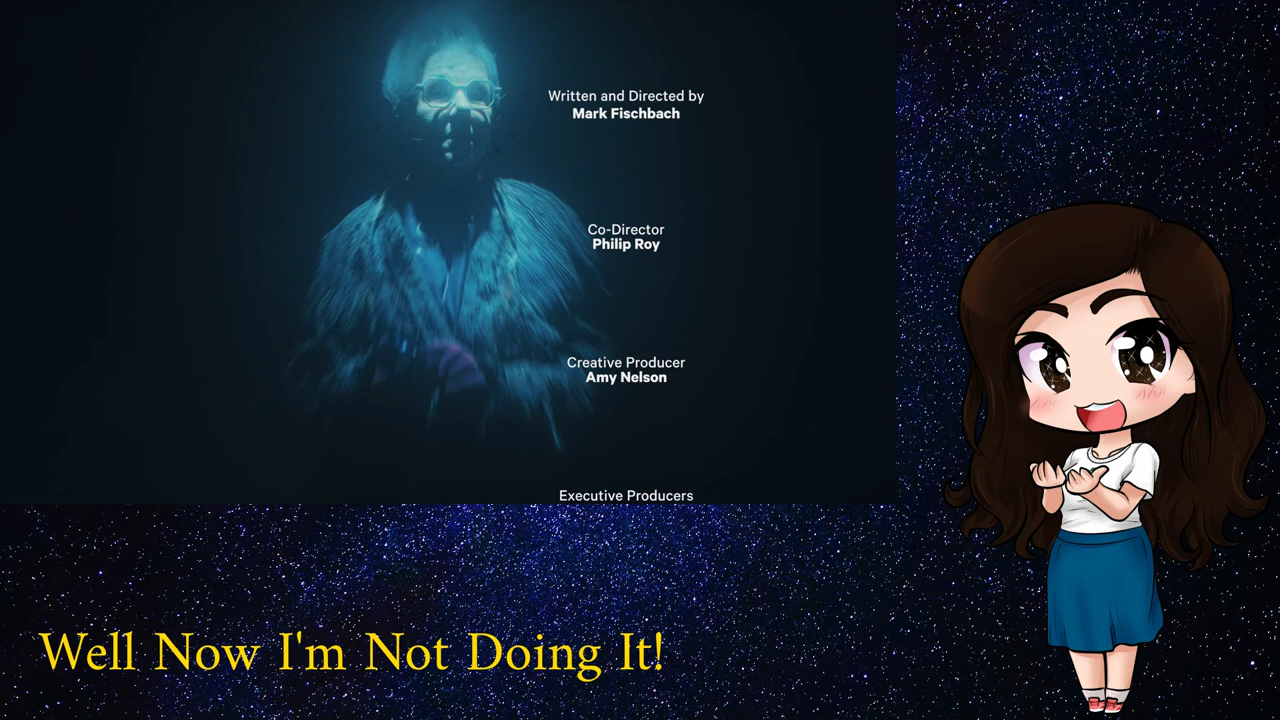 Written and Directed by
Mark Fischbach
Co-Director
Philip Roy
Creative Producer
Amy Nelson
Executive Producers
Well Now I'm Not Doing It!